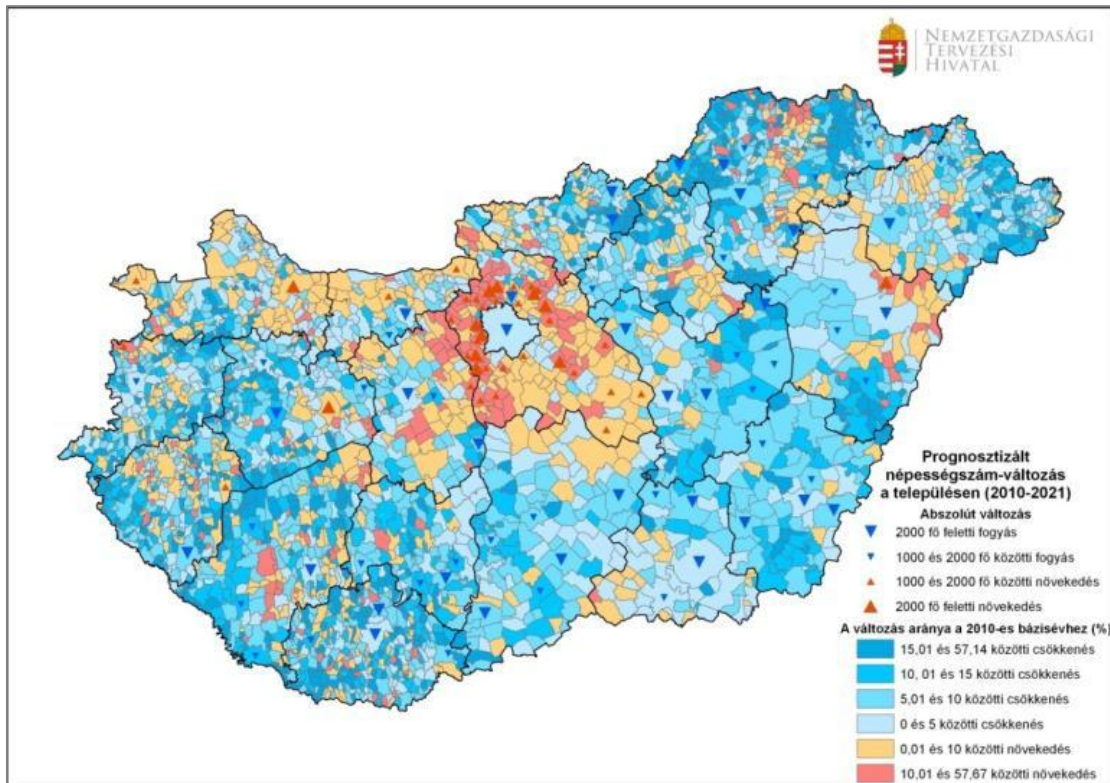 NEMZETGAZDASÁGI
TERVEZÉSI
HIVATAL
Prognosztizált
népességszám-változás
a településen (2010-2021)
Abszolút változás
2000 fő feletti fogyás
1000 és 2000 fő közötti fogyás
1000 és 2000 fő közötti növekedés
2000 fő feletti növekedés
A változás aránya a 2010-es bázisévhez (%)
15,01 és 57,14 közötti csökkenés
10, 01 és 15 közötti csökkenés
5,01 és 10 közötti csökkenés
0 és 5 közötti csökkenés
0,01 és 10 közötti növekedés
10,01 és 57,67 közötti növekedés